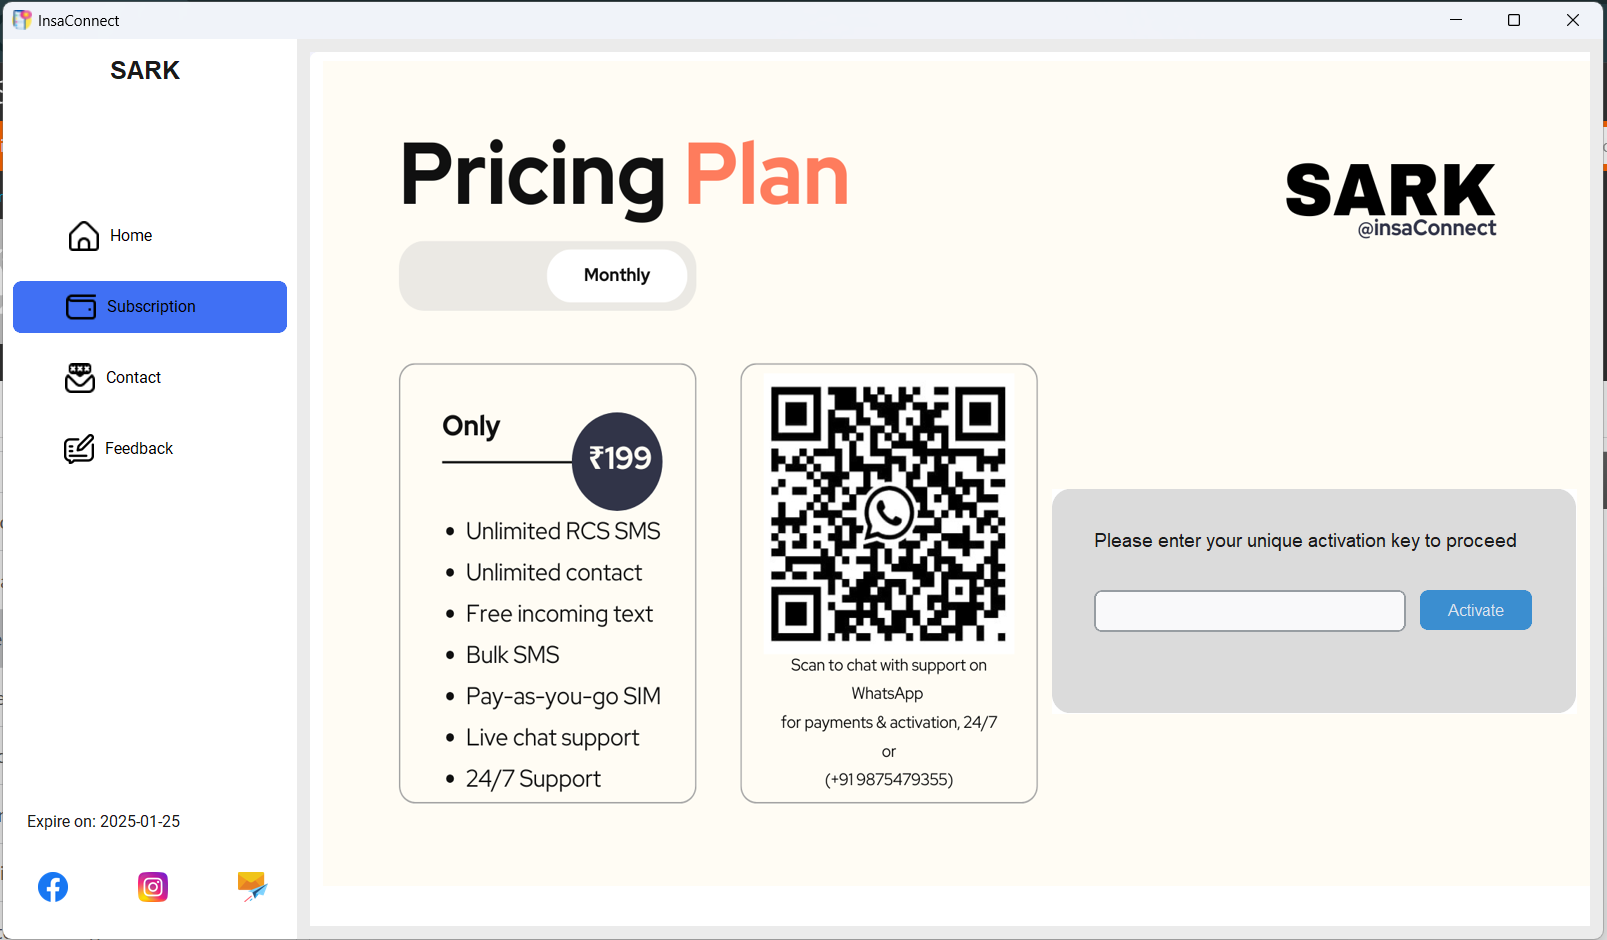 InsaConnect
SARK
Home
Subscription
Contact
Feedback
Expire on: 2025-01-25
Pricing Plan
SARK
@insaConnect
Monthly
Only
₹199
• Unlimited RCS SMS
• Unlimited contact
• Free incoming text
• Bulk SMS
• Pay-as-you-go SIM
• Live chat support
• 24/7 Support
Scan to chat with support on
WhatsApp
for payments & activation, 24/7
or
(+91 9875479355)
Please enter your unique activation key to proceed
Activate